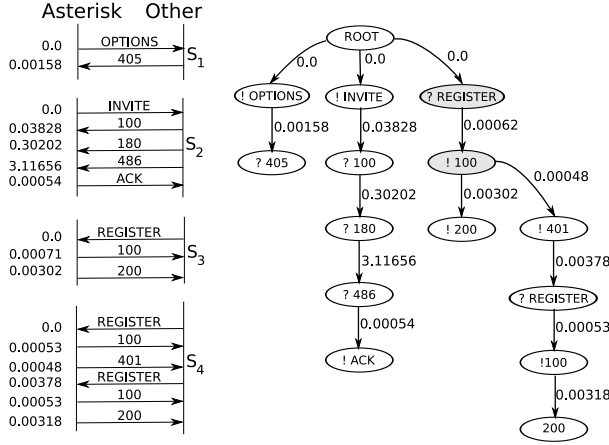 Asterisk Other
OPTIONS
0.0
405
0.00158
S1
INVITE
0.0
100
0.03828
180
0.30202
486
3.11656
ACK
0.00054
S2
REGISTER
0.0
100
0.00071
200
0.00302
S3
REGISTER
0.0
100
0.00053
401
0.00048
REGISTER
0.00378
100
0.00053
200
0.00318
S4
ROOT
0.0
0.0
0.0
! OPTIONS
! INVITE
? REGISTER
0.00158
0.03828
0.00062
? 405
? 100
! 100
0.30202
0.00302
0.00048
? 180
! 200
! 401
3.11656
0.00378
? 486
? REGISTER
0.00054
0.00053
! ACK
!100
0.00318
200